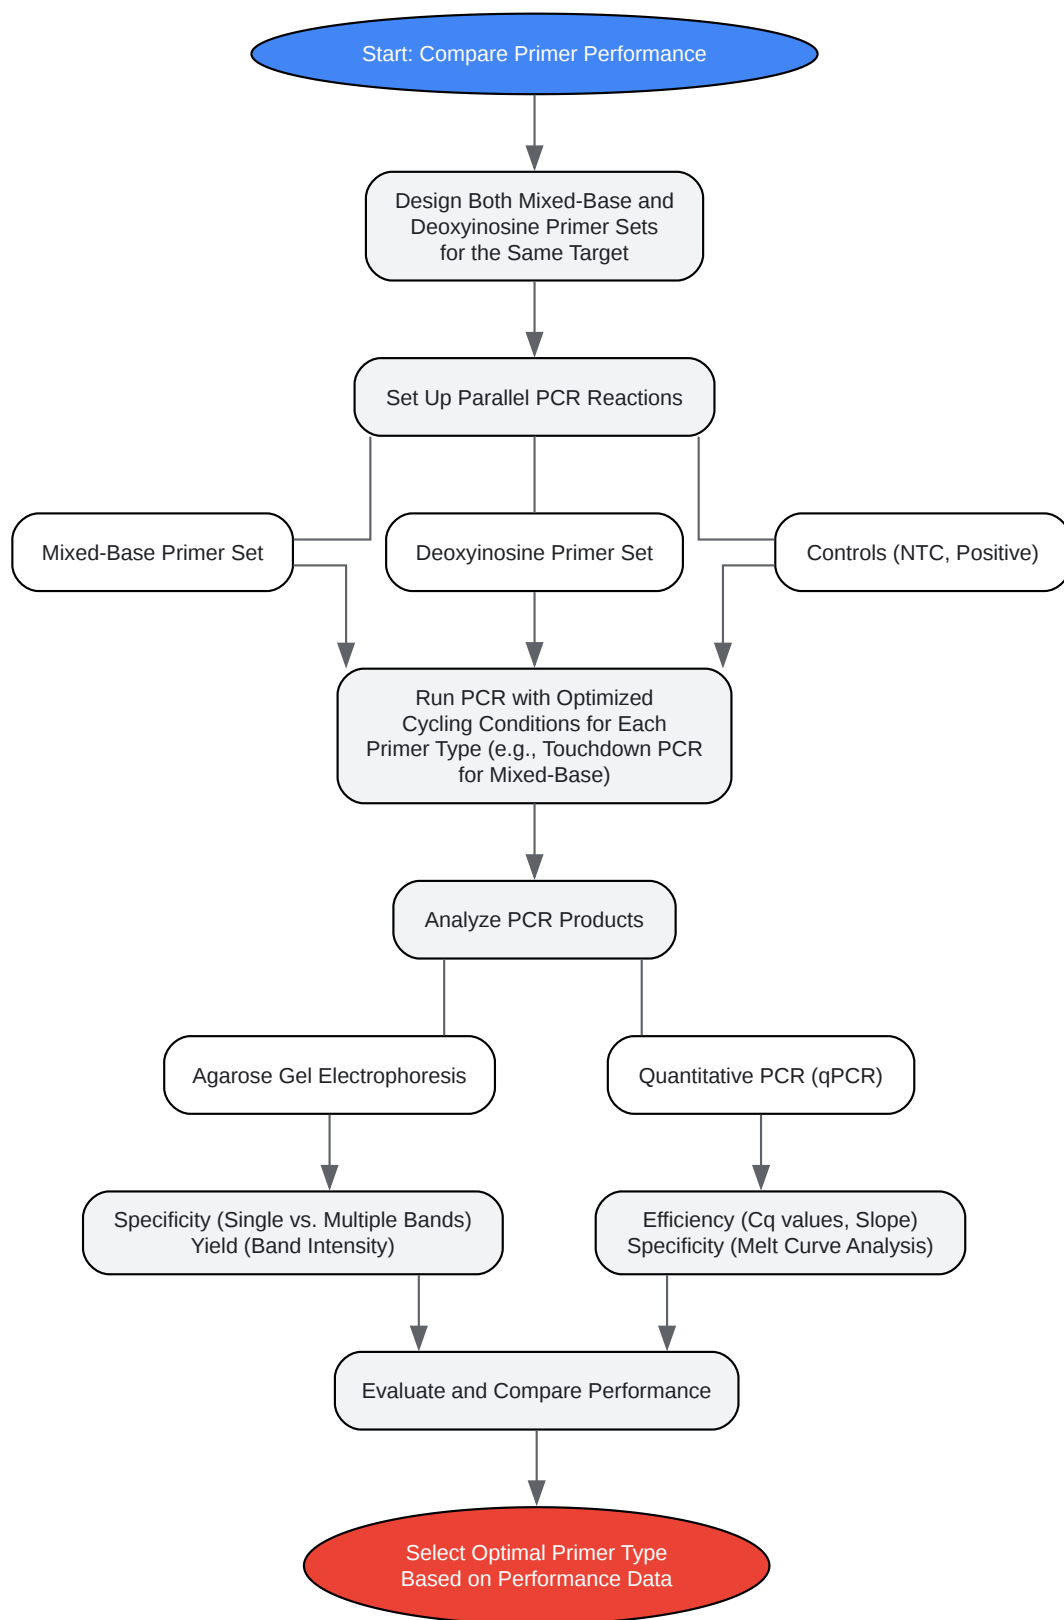 Start: Compare Primer Performance
Design Both Mixed-Base and
Deoxyinosine Primer Sets
for the Same Target
Set Up Parallel PCR Reactions
Mixed-Base Primer Set
Deoxyinosine Primer Set
Controls (NTC, Positive)
Run PCR with Optimized
Cycling Conditions for Each
Primer Type (e.g., Touchdown PCR
for Mixed-Base)
Analyze PCR Products
Agarose Gel Electrophoresis
Quantitative PCR (qPCR)
Specificity (Single vs. Multiple Bands)
Yield (Band Intensity)
Efficiency (Cq values, Slope)
Specificity (Melt Curve Analysis)
Evaluate and Compare Performance
Select Optimal Primer Type
Based on Performance Data